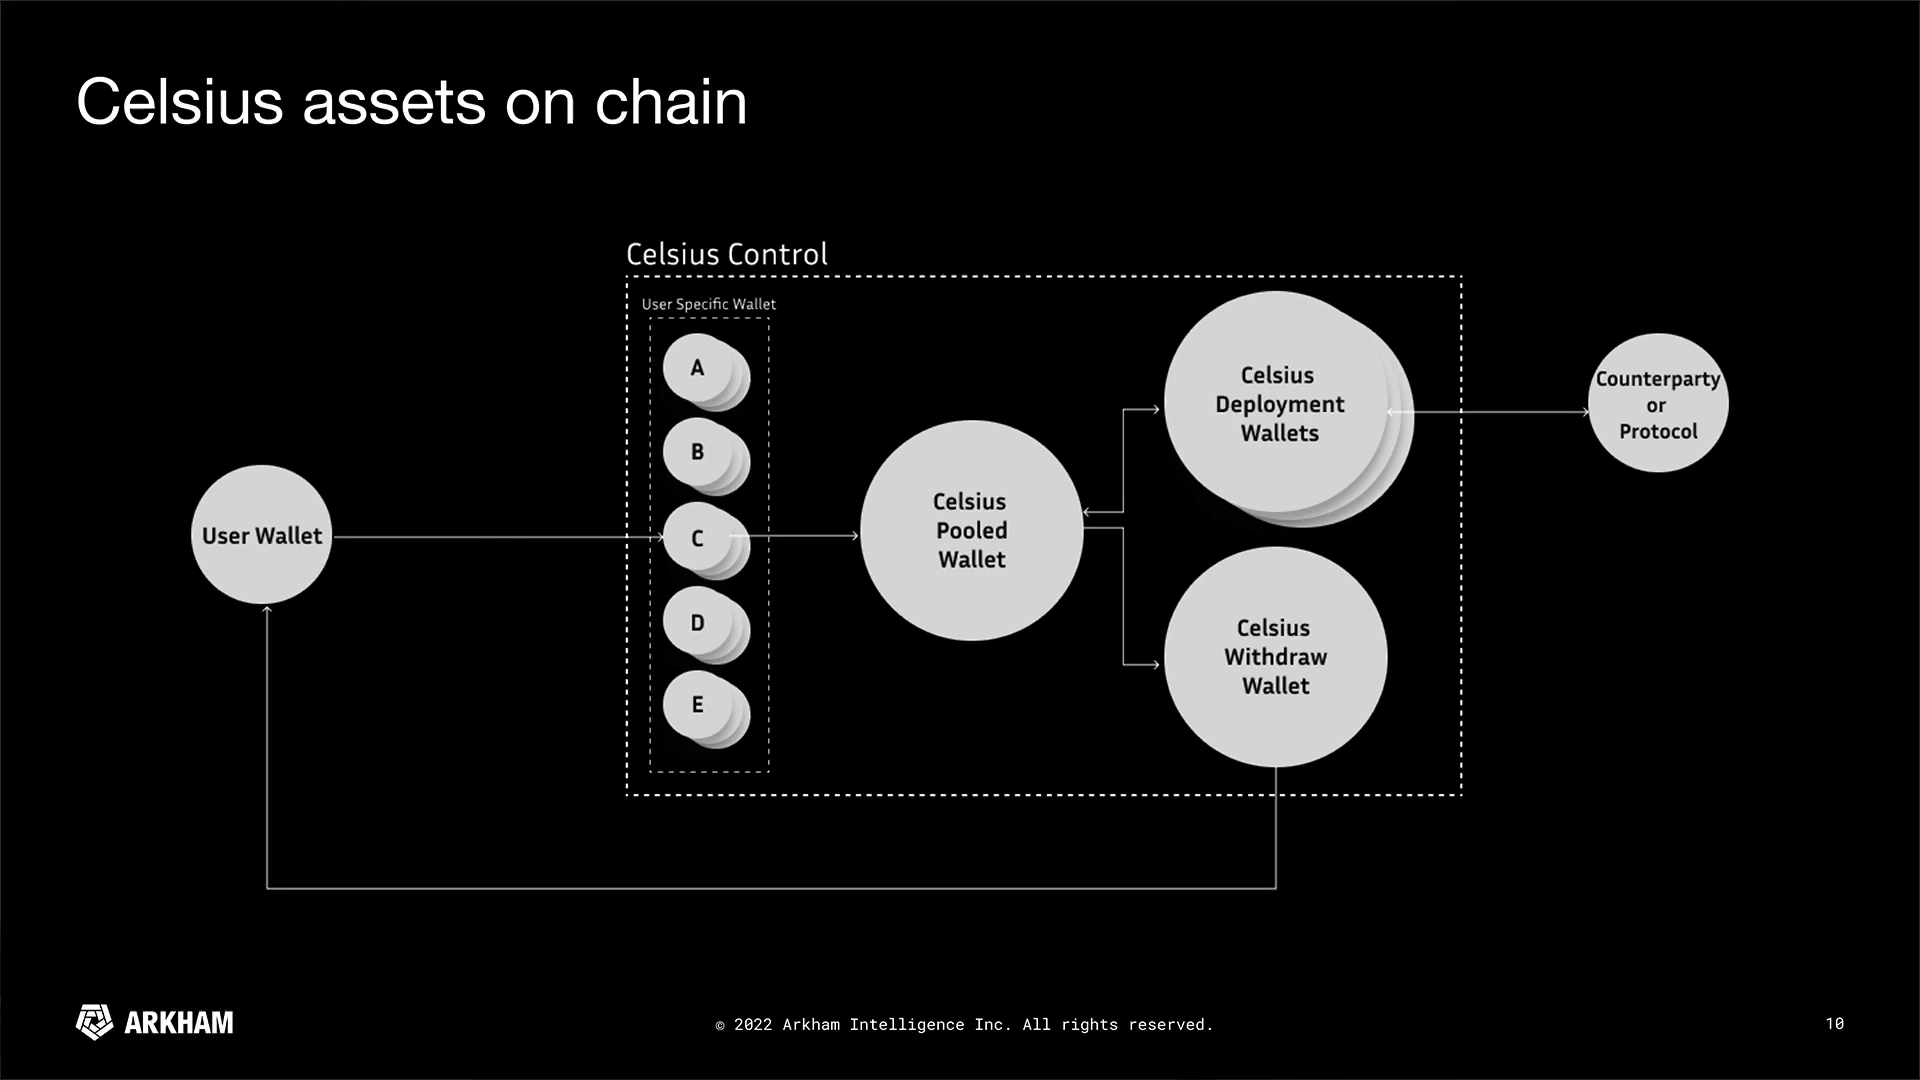 Celsius assets on chain
Celsius Control
User Specific Wallet
A
B
C
D
E
User Wallet
Celsius
Pooled
Wallet
Celsius
Deployment
Wallets
Celsius
Withdraw
Wallet
Counterparty
or
Protocol
ARKHAM
© 2022 Arkham Intelligence Inc. All rights reserved.
10